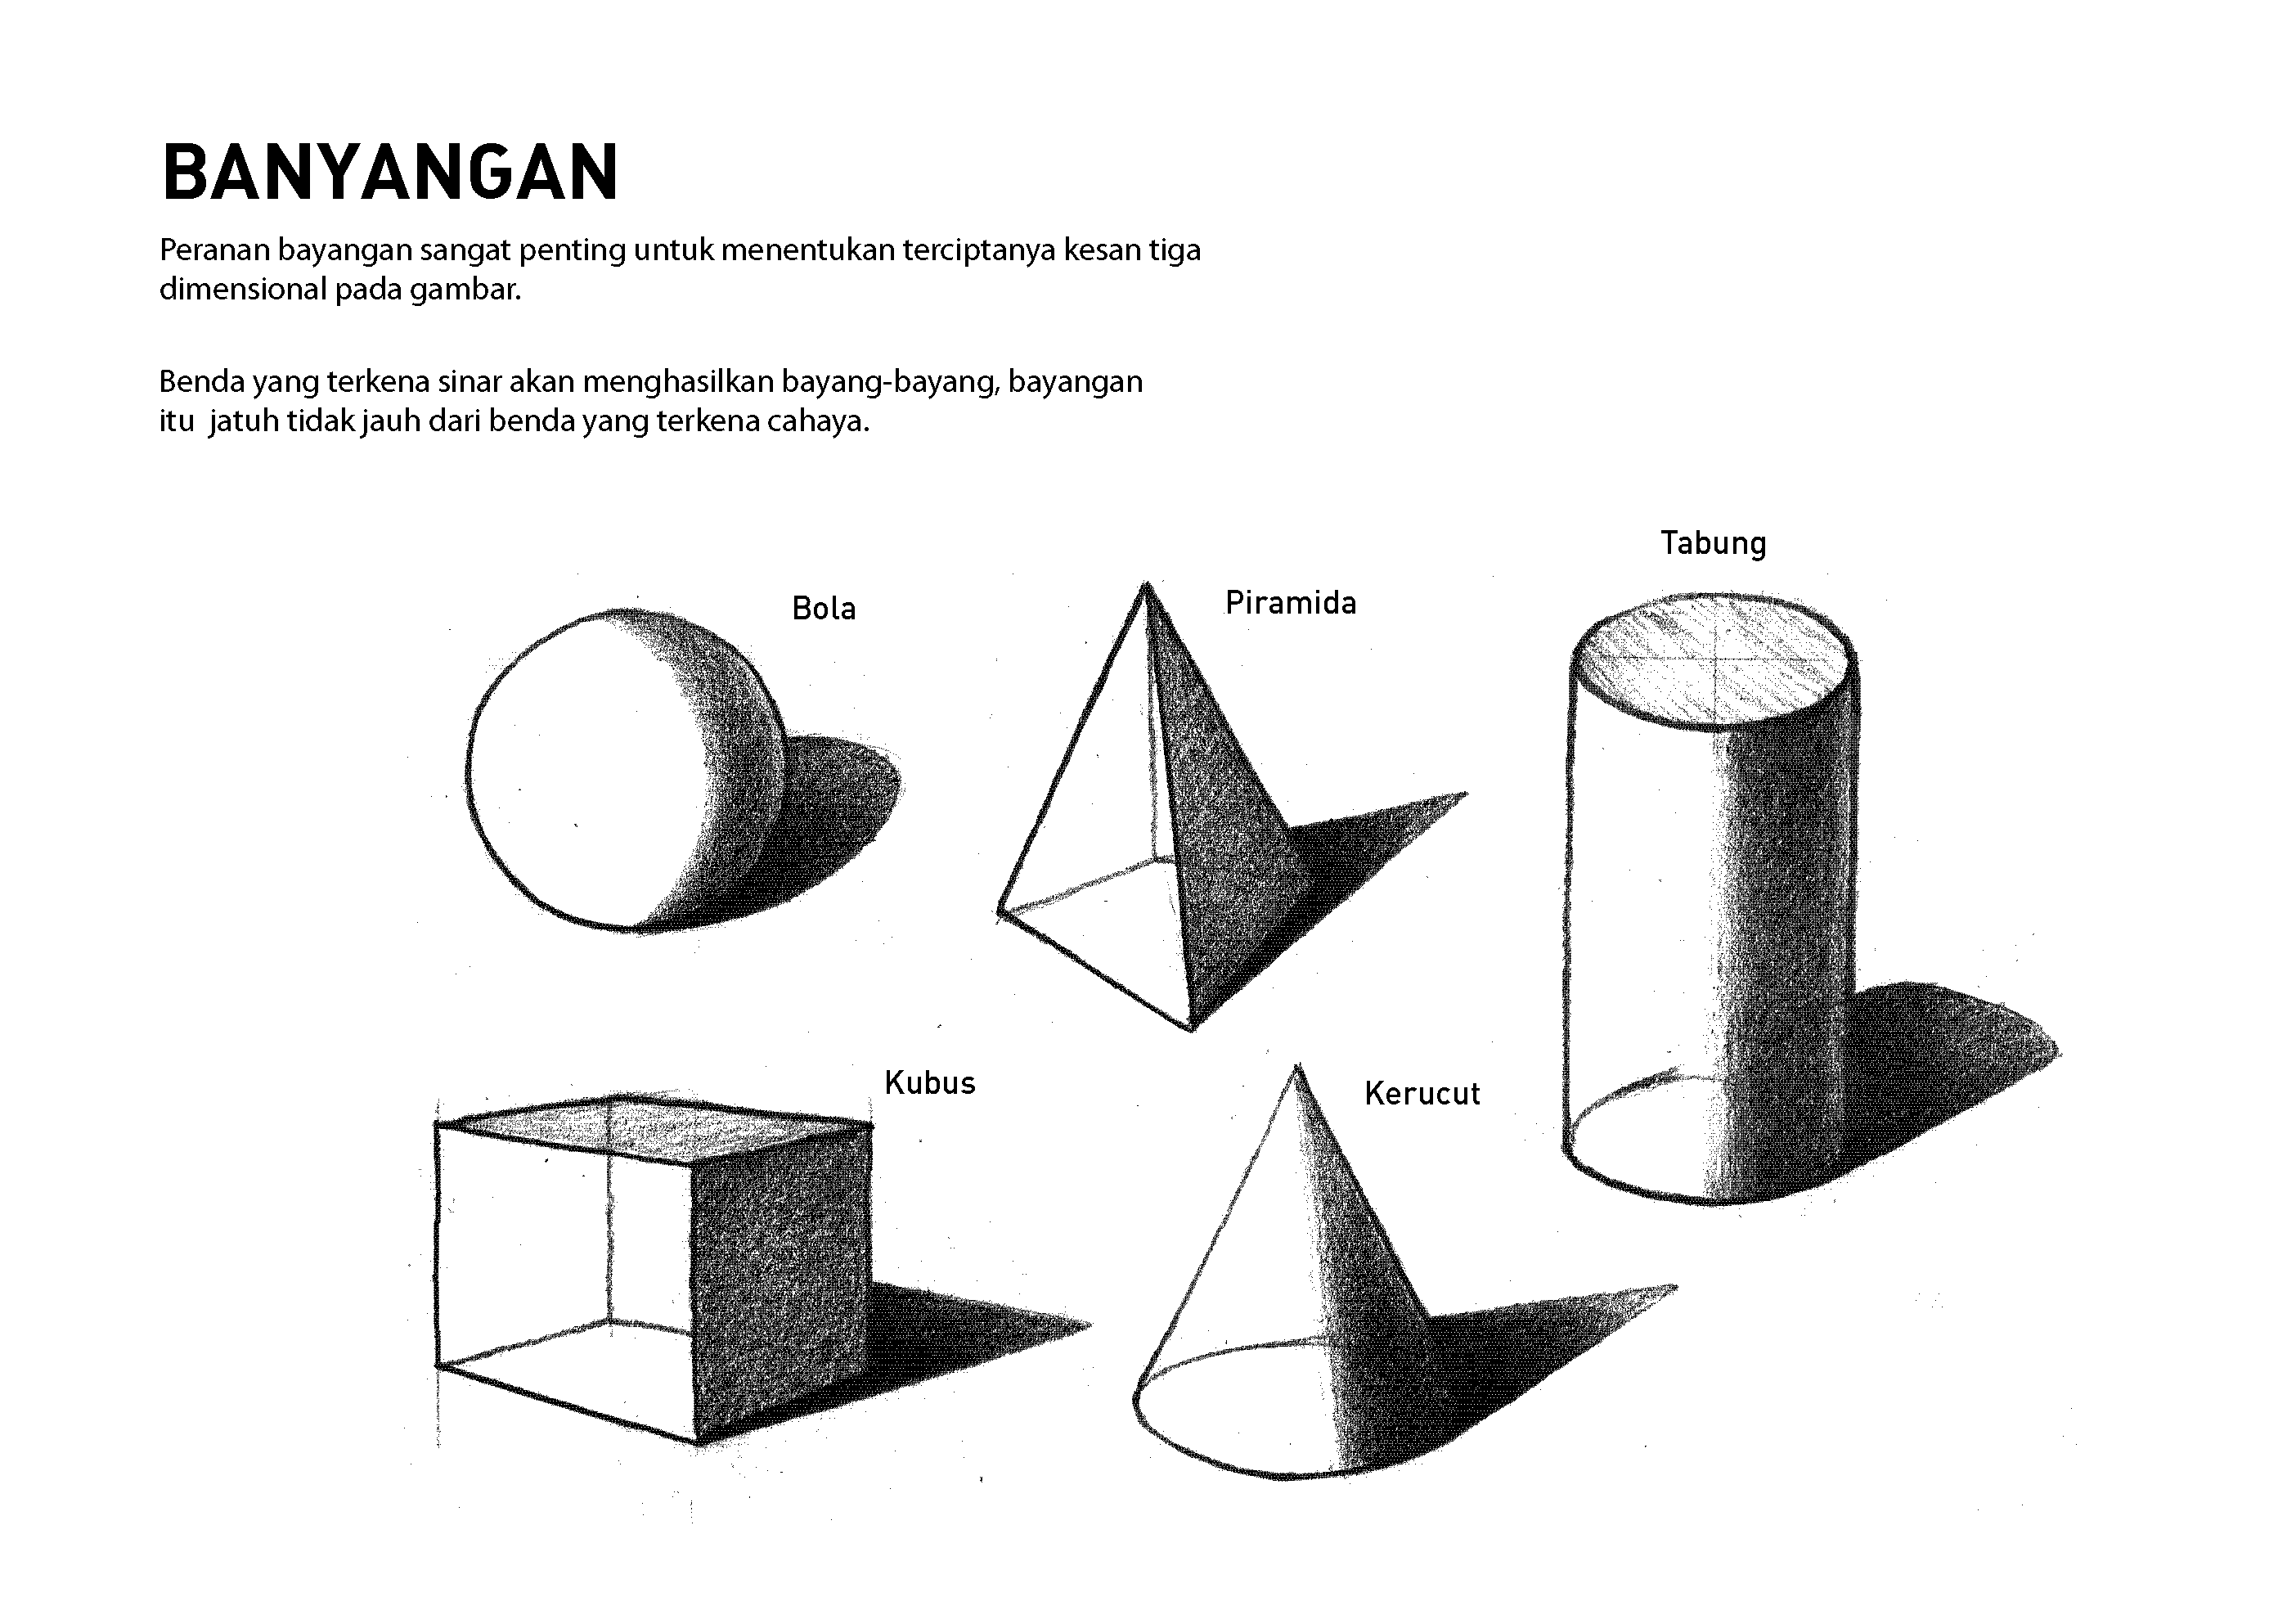 BANYANGAN
Peranan bayangan sangat penting untuk menentukan terciptanya kesan tiga
dimensional pada gambar.
Benda yang terkena sinar akan menghasilkan bayang-bayang, bayangan
itu  jatuh tidak jauh dari benda yang terkena cahaya.
Tabung
Bola
Piramida
Kubus
Kerucut